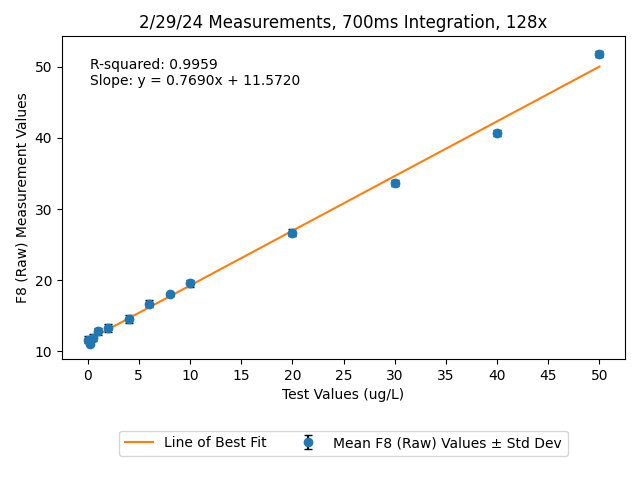 2/29/24 Measurements, 700ms Integration, 128x
R-squared: 0.9959
Slope: y = 0.7690x + 11.5720
F8 (Raw) Measurement Values
50
40
30
20
10
0 5 10 15 20 25 30 35 40 45 50
Test Values (ug/L)
Line of Best Fit
Mean F8 (Raw) Values ± Std Dev